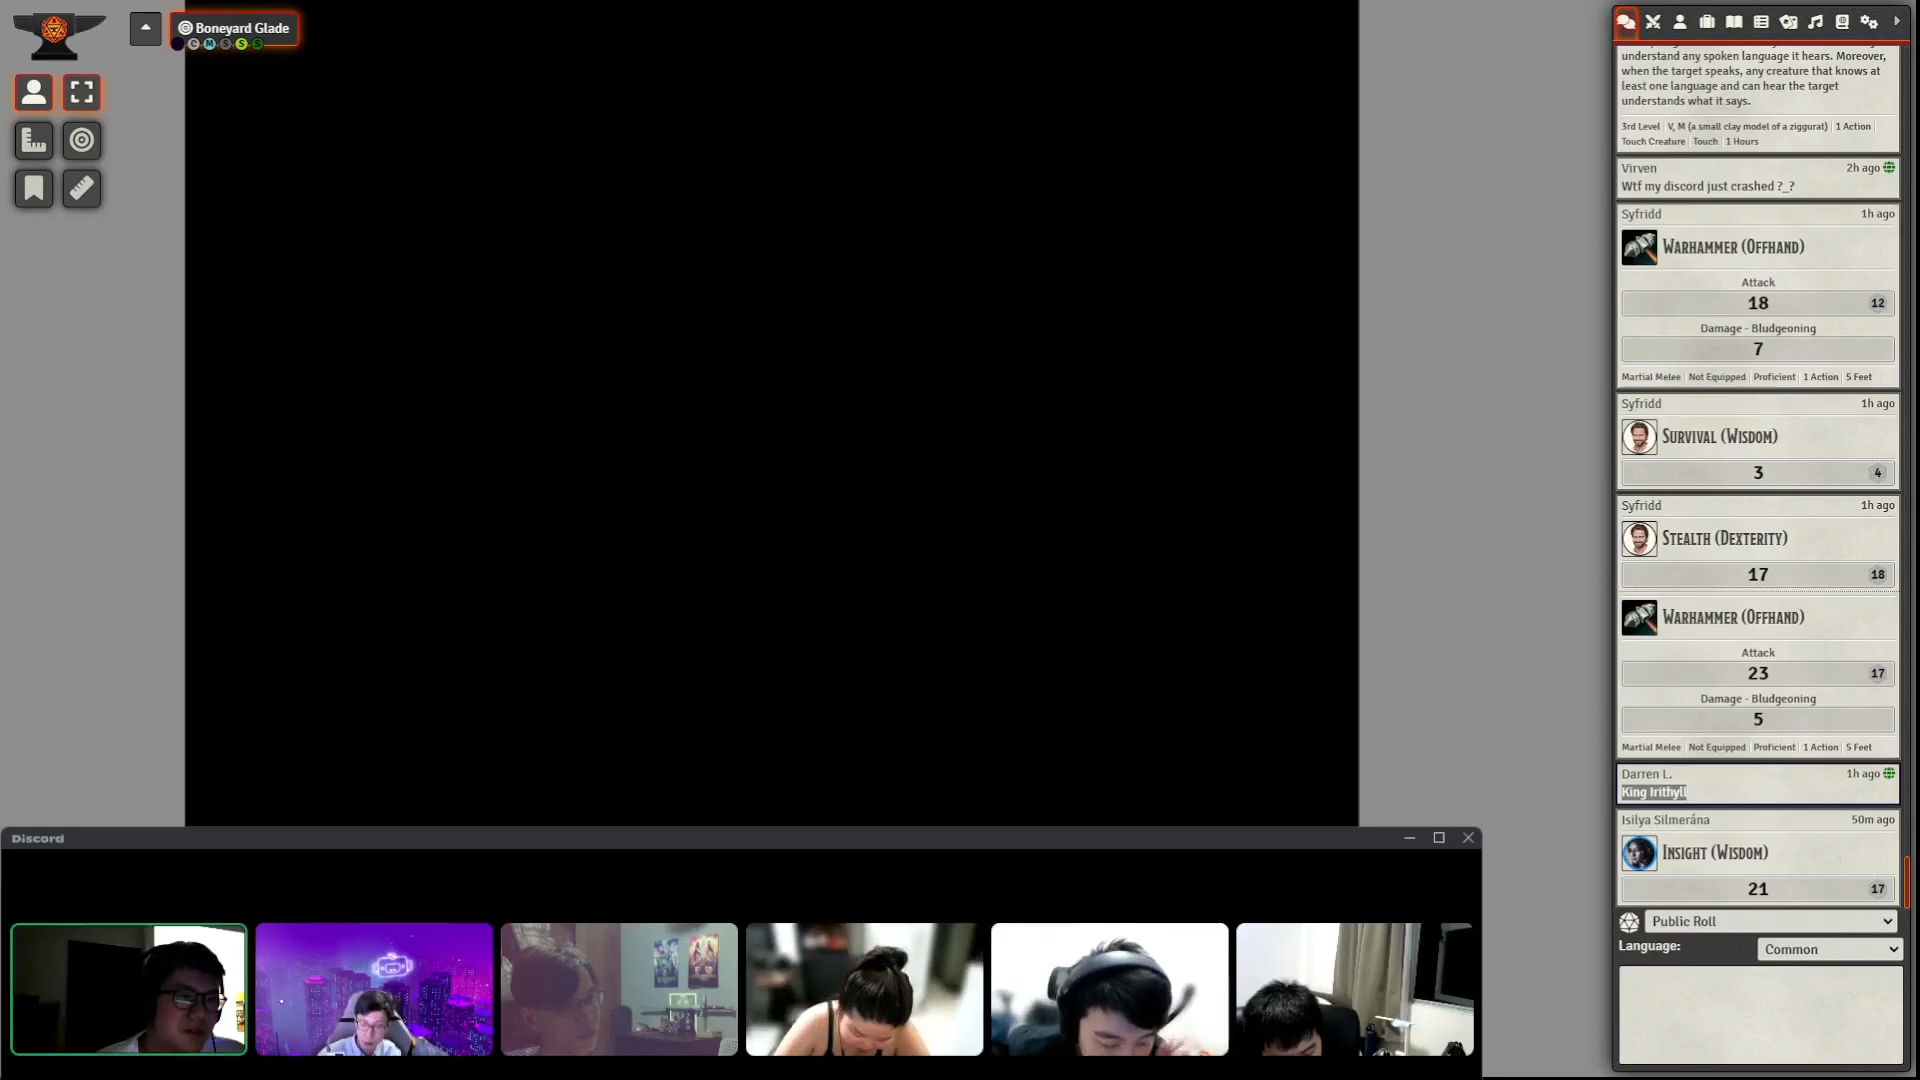 Boneyard Glade
C M S S S
understand any spoken language it hears. Moreover,
when the target speaks, any creature that knows at
least one language and can hear the target
understands what it says.
3rd Level V, M (a small clay model of a ziggurat) 1 Action
Touch Creature Touch 1 Hours
Virven 2h ago
Wtf my discord just crashed ?_?
Syfridd 1h ago
Warhammer (Offhand)
Attack
18 12
Damage - Bludgeoning
7
Martial Melee Not Equipped Proficient 1 Action 5 Feet
Syfridd 1h ago
Survival (Wisdom)
3 4
Syfridd 1h ago
Stealth (Dexterity)
17 18
Warhammer (Offhand)
Attack
23 17
Damage - Bludgeoning
5
Martial Melee Not Equipped Proficient 1 Action 5 Feet
Darren L. 1h ago
King Irithyll
Isilya Silmerána 50m ago
Insight (Wisdom)
21 17
Public Roll
Language: Common
Discord